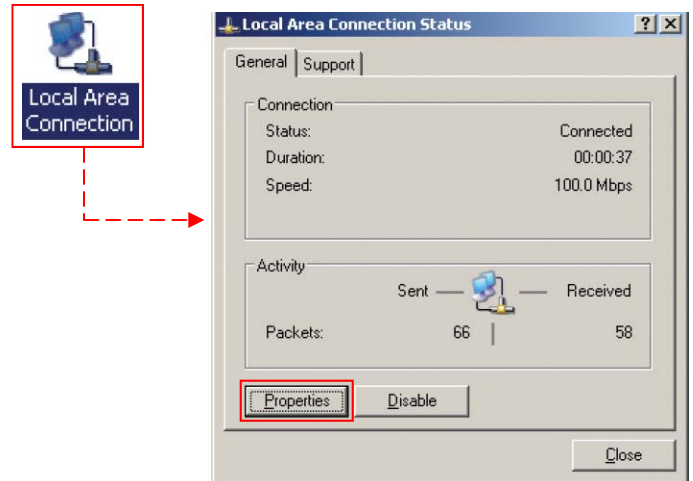 Local Area
Connection
Local Area Connection Status
General Support
Connection
Status: Connected
Duration: 00:00:37
Speed: 100.0 Mbps
Activity
Sent Received
Packets: 66 58
Properties Disable
Close